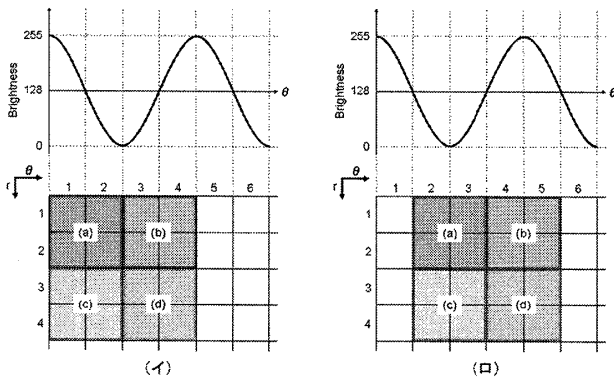 255
128
0
Brightness
θ
θ
r
1 2 3 4 5 6
1
2
3
4
(a) (b)
(c) (d)
(イ)
255
128
0
Brightness
θ
θ
r
1 2 3 4 5 6
1
2
3
4
(a) (b)
(c) (d)
(ロ)